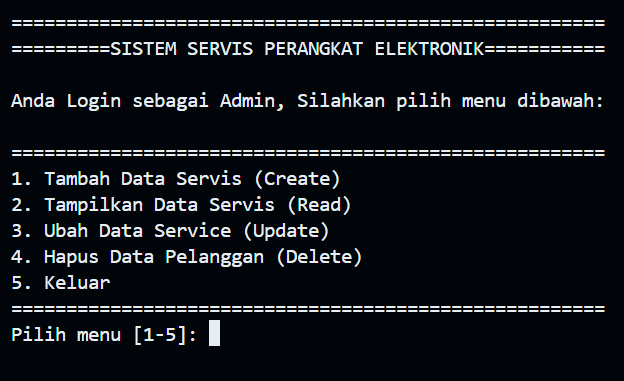 ======================================================
=========SISTEM SERVIS PERANGKAT ELEKTRONIK===========
Anda Login sebagai Admin, Silahkan pilih menu dibawah:
======================================================
1. Tambah Data Servis (Create)
2. Tampilkan Data Servis (Read)
3. Ubah Data Service (Update)
4. Hapus Data Pelanggan (Delete)
5. Keluar
======================================================
Pilih menu [1-5]: